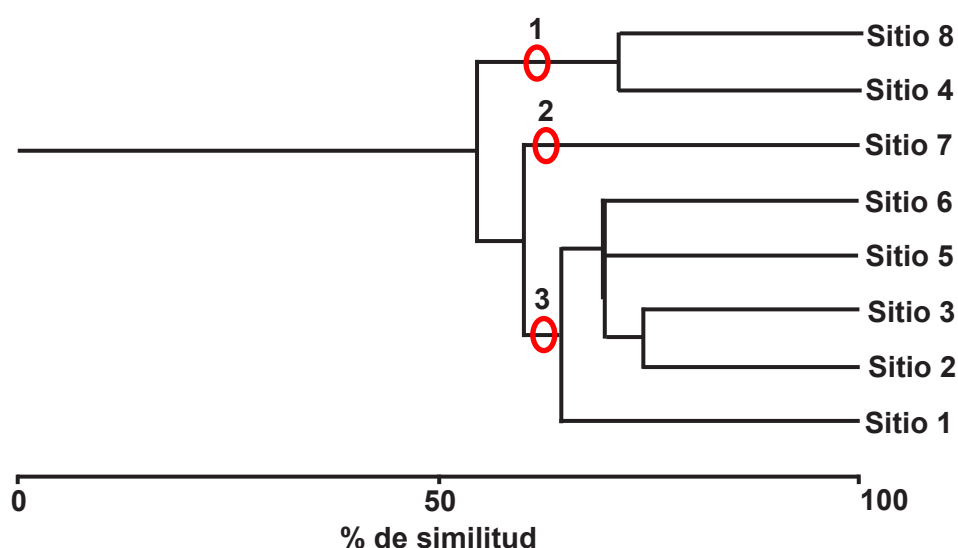 1
Sitio 8
Sitio 4
2
Sitio 7
Sitio 6
Sitio 5
3
Sitio 3
Sitio 2
Sitio 1
0 50 100
% de similitud